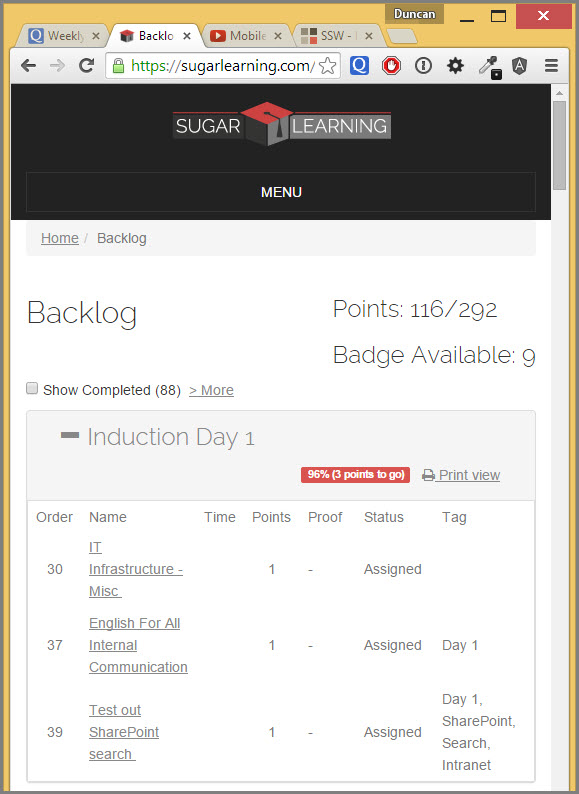 Duncan
Weekly
Backlo
Mobile
SSW -
https://sugarlearning.com/
SUGAR LEARNING
MENU
Home / Backlog
Backlog
Points: 116/292
Badge Available: 9
Show Completed (88) > More
Induction Day 1
96% (3 points to go) Print view
Order Name Time Points Proof Status Tag
IT
30 Infrastructure - 1 - Assigned
Misc
English For All
37 Internal 1 - Assigned Day 1
Communication
Day 1,
Test out SharePoint,
39 SharePoint 1 - Assigned
search Search,
Intranet